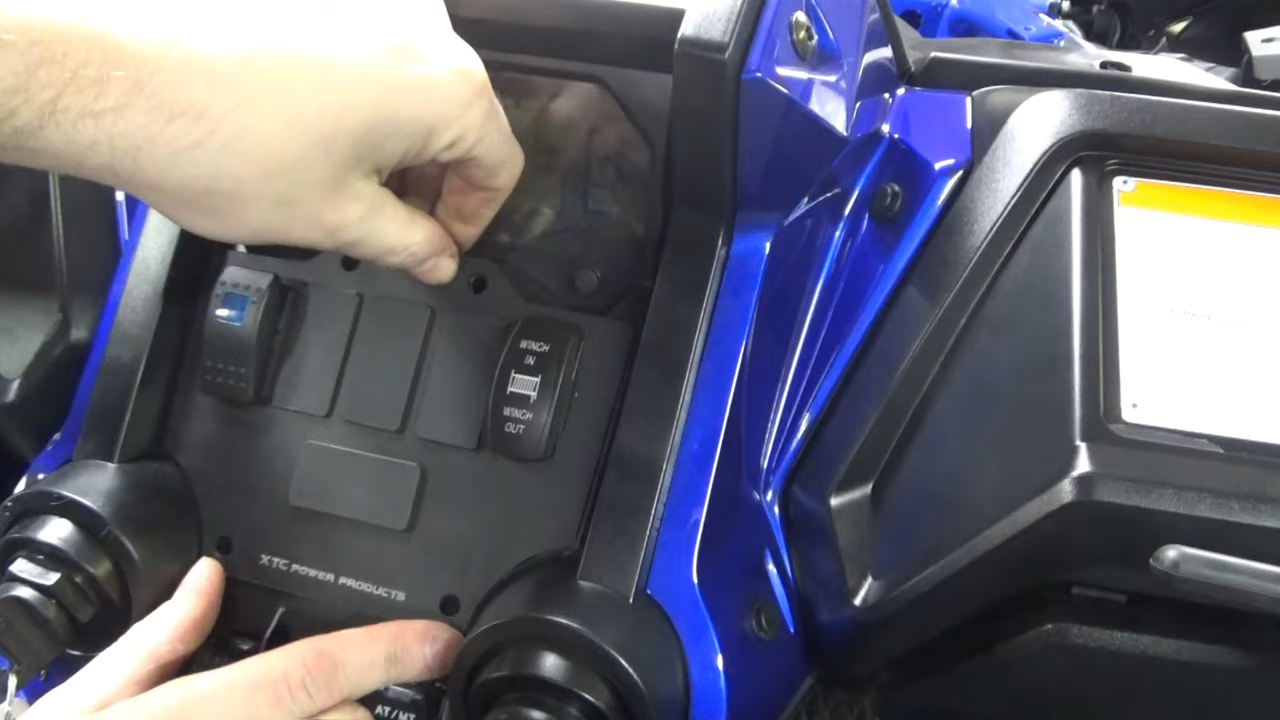 WINCH
IN
WINCH
OUT
XTC POWER PRODUCTS
AT/MT